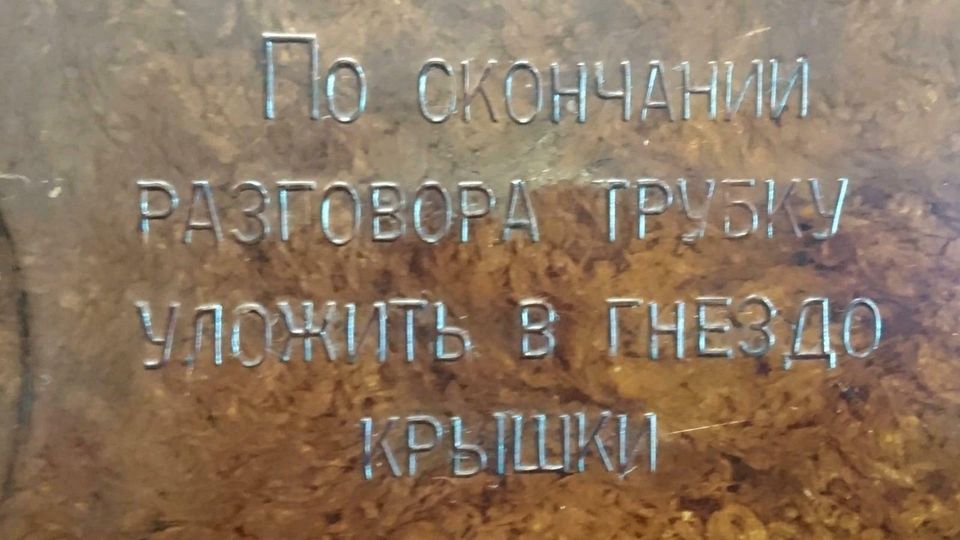 По окончании
разговора трубку
уложить в гнездо
крышки